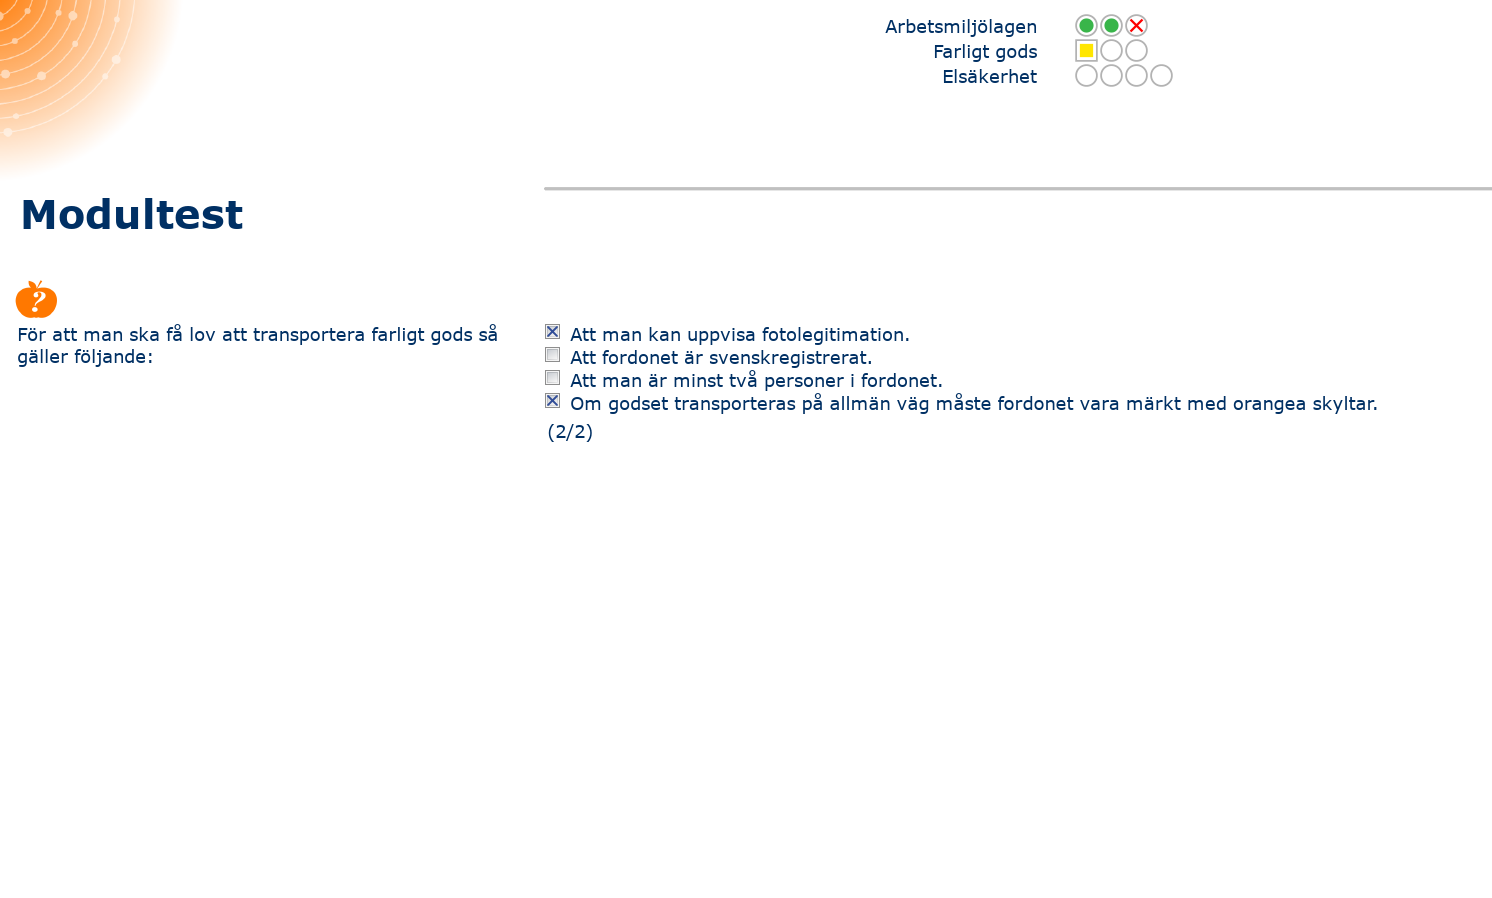 Arbetsmiljölagen
Farligt gods
Elsäkerhet
Modultest
?
För att man ska få lov att transportera farligt gods så
gäller följande:
Att man kan uppvisa fotolegitimation.
Att fordonet är svenskregistrerat.
Att man är minst två personer i fordonet.
Om godset transporteras på allmän väg måste fordonet vara märkt med orangea skyltar.
(2/2)